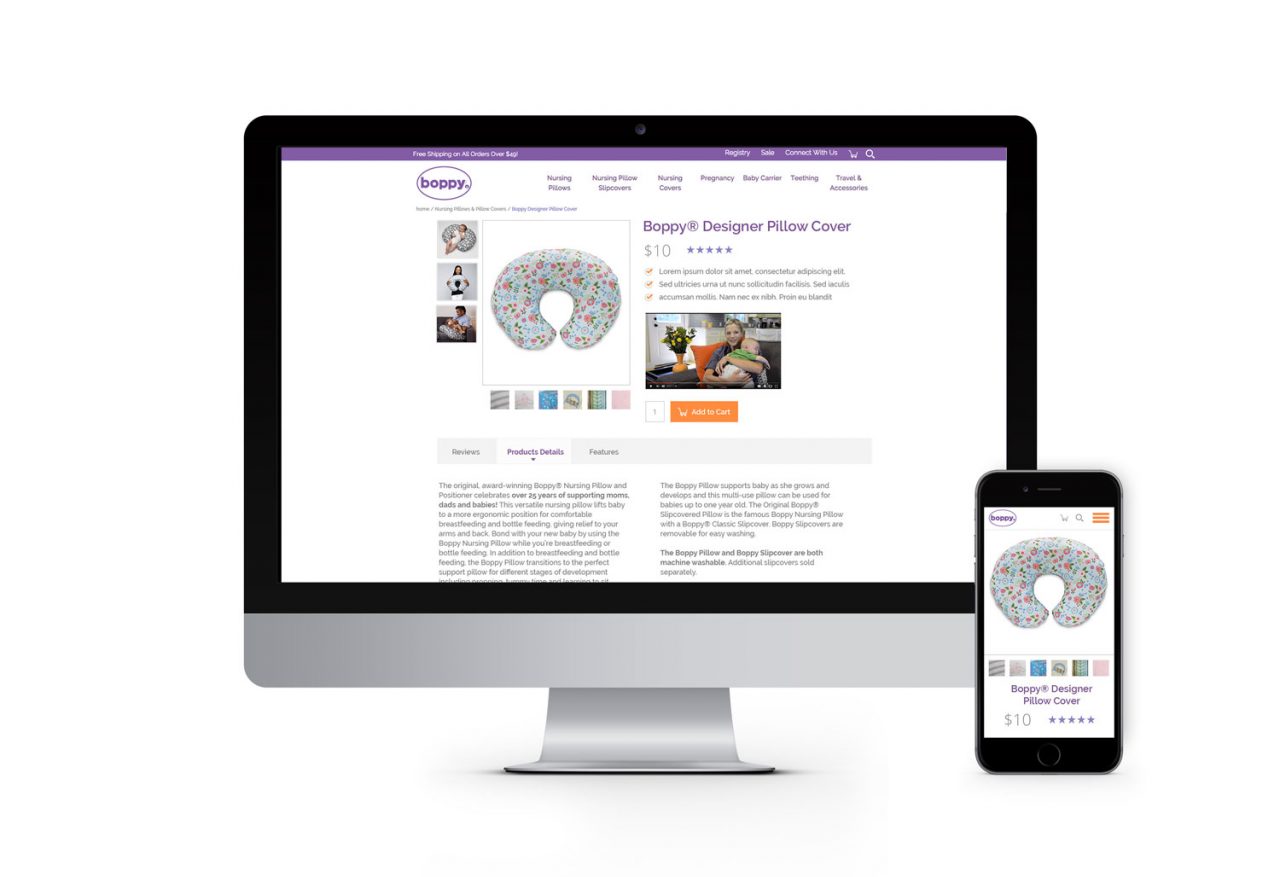 Free Shipping on All Orders Over $49!
Registry Sale Connect With Us
boppy®
Nursing Pillows
Nursing Pillow Slipcovers
Nursing Covers
Pregnancy
Baby Carrier
Teething
Travel & Accessories
home / Nursing Pillows & Pillow Covers / Boppy Designer Pillow Cover
Boppy® Designer Pillow Cover
$10
Lorem ipsum dolor sit amet, consectetur adipiscing elit.
Sed ultricies urna ut nunc sollicitudin facilisis. Sed iaculis
accumsan mollis. Nam nec ex nibh. Proin eu blandit
1
Add to Cart
Reviews
Products Details
Features
The original, award-winning Boppy® Nursing Pillow and
Positioner celebrates over 25 years of supporting moms,
dads and babies! This versatile nursing pillow lifts baby
to a more ergonomic position for comfortable
breastfeeding and bottle feeding, giving relief to your
arms and back. Bond with your new baby by using the
Boppy Nursing Pillow while you're breastfeeding or
bottle feeding. In addition to breastfeeding and bottle
feeding, the Boppy Pillow transitions to the perfect
support pillow for different stages of development
including propping, tummy time and learning to sit
The Boppy Pillow supports baby as she grows and
develops and this multi-use pillow can be used for
babies up to one year old. The Original Boppy®
Slipcovered Pillow is the famous Boppy Nursing Pillow
with a Boppy® Classic Slipcover. Boppy Slipcovers are
removable for easy washing.
The Boppy Pillow and Boppy Slipcover are both
machine washable. Additional slipcovers sold
separately.
boppy®
Boppy® Designer
Pillow Cover
$10